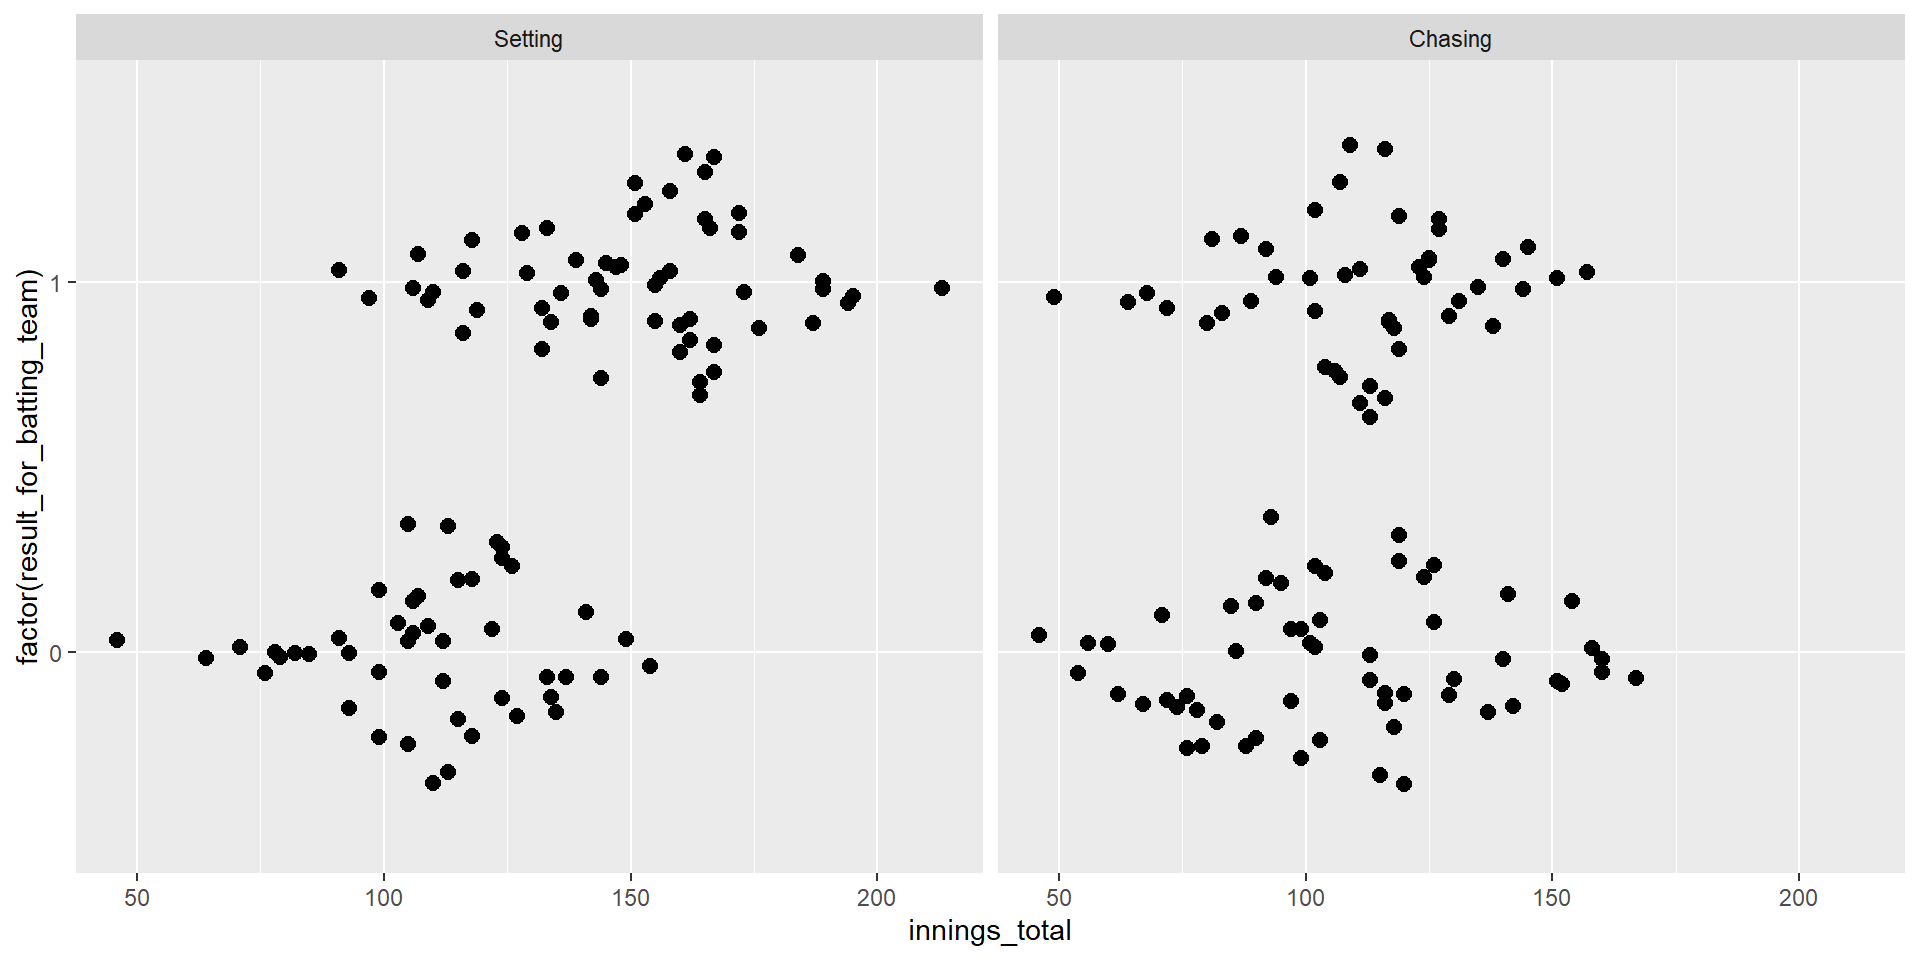 Setting
Chasing
factor(result_for_batting_team)
1
0
50 100 150 200
50 100 150 200
innings_total